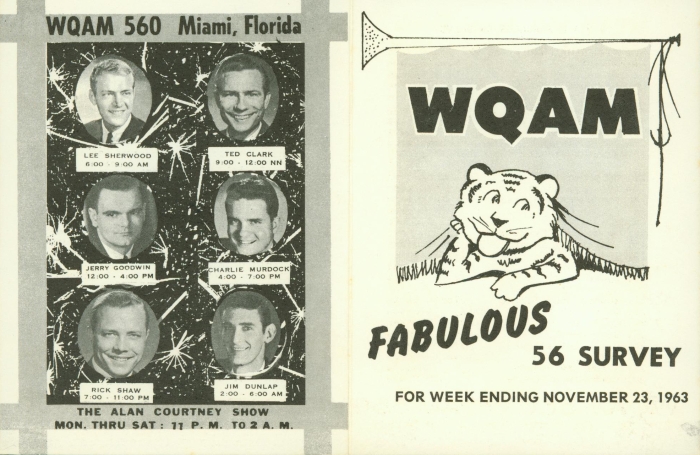 WQAM 560 Miami, Florida
LEE SHERWOOD
6:00 - 9:00 AM
TED CLARK
9:00 - 12:00 NN
JERRY GOODWIN
12:00 - 4:00 PM
CHARLIE MURDOCK
4:00 - 7:00 PM
RICK SHAW
7:00 - 11:00 PM
JIM DUNLAP
2:00 - 6:00 AM
THE ALAN COURTNEY SHOW
MON. THRU SAT: 11 P. M. TO 2 A. M.
WQAM
FABULOUS
56 SURVEY
FOR WEEK ENDING NOVEMBER 23, 1963